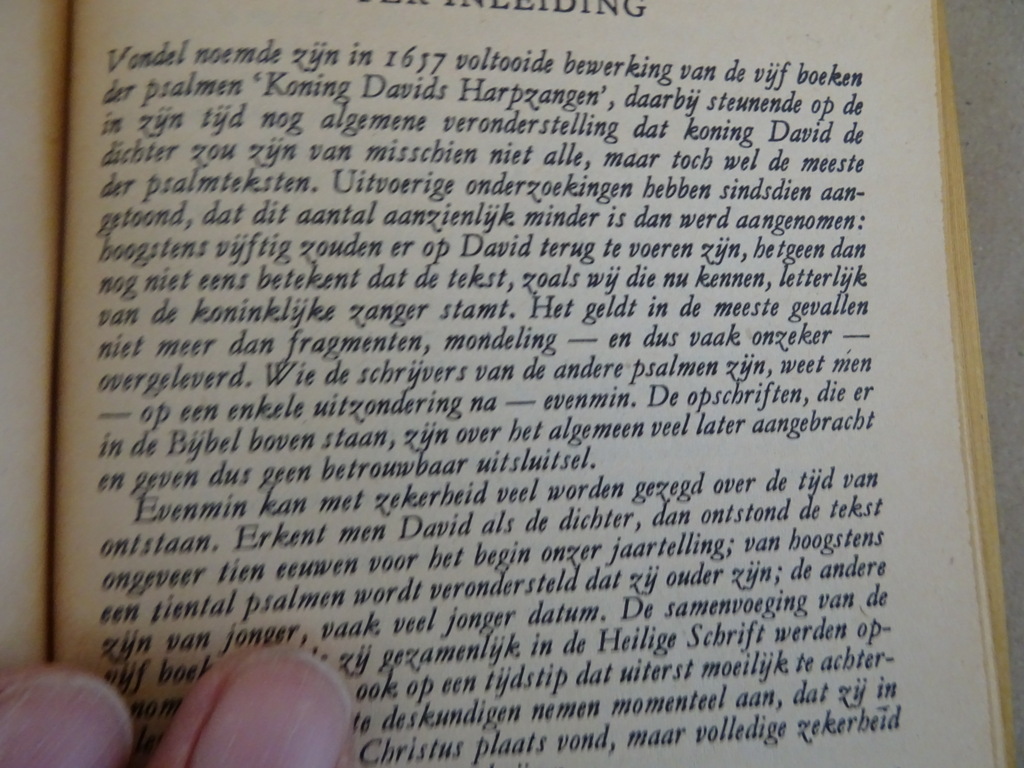 TER INLEIDING
Vondel noemde zijn in 1657 voltooide bewerking van de vijf boeken
der psalmen 'Koning Davids Harpzangen', daarbij steunende op de
in zijn tijd nog algemene veronderstelling dat koning David de
dichter zou zijn van misschien niet alle, maar toch wel de meeste
der psalmteksten. Uitvoerige onderzoekingen hebben sindsdien aan-
getoond, dat dit aantal aanzienlijk minder is dan werd aangenomen:
hoogstens vijftig zouden er op David terug te voeren zijn, hetgeen dan
nog niet eens betekent dat de tekst, zoals wij die nu kennen, letterlijk
van de koninklijke zanger stamt. Het geldt in de meeste gevallen
niet meer dan fragmenten, mondeling — en dus vaak onzeker —
overgeleverd. Wie de schrijvers van de andere psalmen zijn, weet men
— op een enkele uitzondering na — evenmin. De opschriften, die er
in de Bijbel boven staan, zijn over het algemeen veel later aangebracht
en geven dus geen betrouwbaar uitsluitsel.
Evenmin kan met zekerheid veel worden gezegd over de tijd van
ontstaan. Erkent men David als de dichter, dan ontstond de tekst
ongeveer tien eeuwen voor het begin onzer jaartelling; van hoogstens
een tiental psalmen wordt verondersteld dat zij ouder zijn; de andere
zijn van jonger, vaak veel jonger datum. De samenvoeging van de
vijf zij gezamenlijk in de Heilige Schrift werden op-
ook op een tijdstip dat uiterst moeilijk te achter-
te deskundigen nemen momenteel aan, dat zij in
Christus plaats vond, maar volledige zekerheid